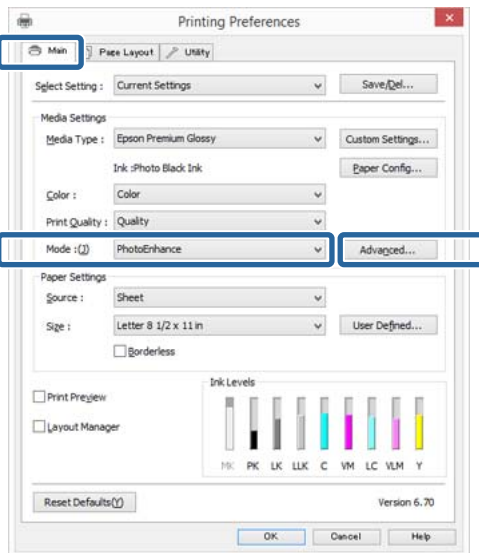 Printing Preferences
Main Page Layout Utility
Select Setting : Current Settings Save/Del...
Media Settings
Media Type : Epson Premium Glossy Custom Settings...
Ink :Photo Black Ink Paper Config...
Color : Color
Print Quality : Quality
Mode :(J) PhotoEnhance Advanced...
Paper Settings
Source : Sheet
Size : Letter 8 1/2 x 11 in User Defined...
Borderless
Ink Levels
Print Preview
Layout Manager
MK PK LK LLK C VM LC VLM Y
Reset Defaults(Y) Version 6.70
OK Cancel Help